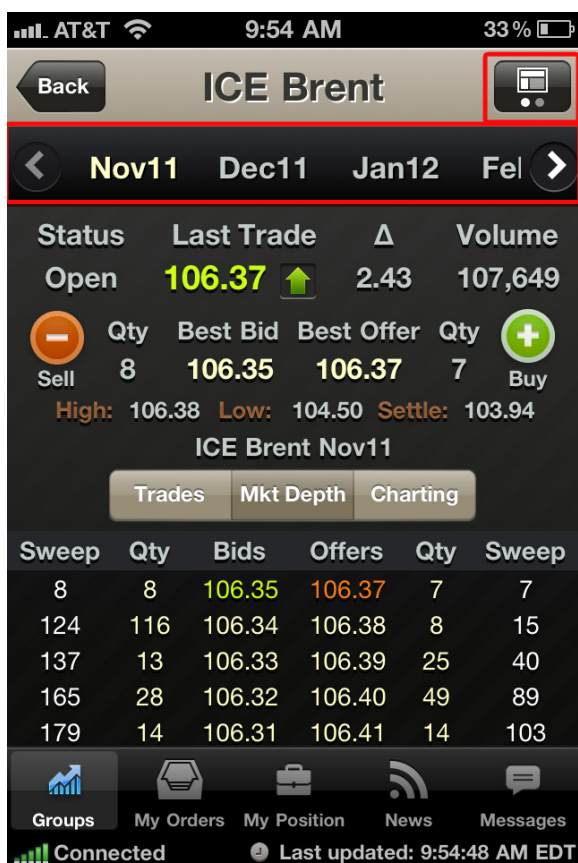 AT&T 9:54 AM 33%
Back ICE Brent
Nov11 Dec11 Jan12 Fel
Status Last Trade Δ Volume
Open 106.37 2.43 107,649
Qty Best Bid Best Offer Qty
8 106.35 106.37 7
Sell Buy
High: 106.38 Low: 104.50 Settle: 103.94
ICE Brent Nov11
Trades Mkt Depth Charting
Sweep Qty Bids Offers Qty Sweep
8 8 106.35 106.37 7 7
124 116 106.34 106.38 8 15
137 13 106.33 106.39 25 40
165 28 106.32 106.40 49 89
179 14 106.31 106.41 14 103
Groups My Orders My Position News Messages
Connected Last updated: 9:54:48 AM EDT